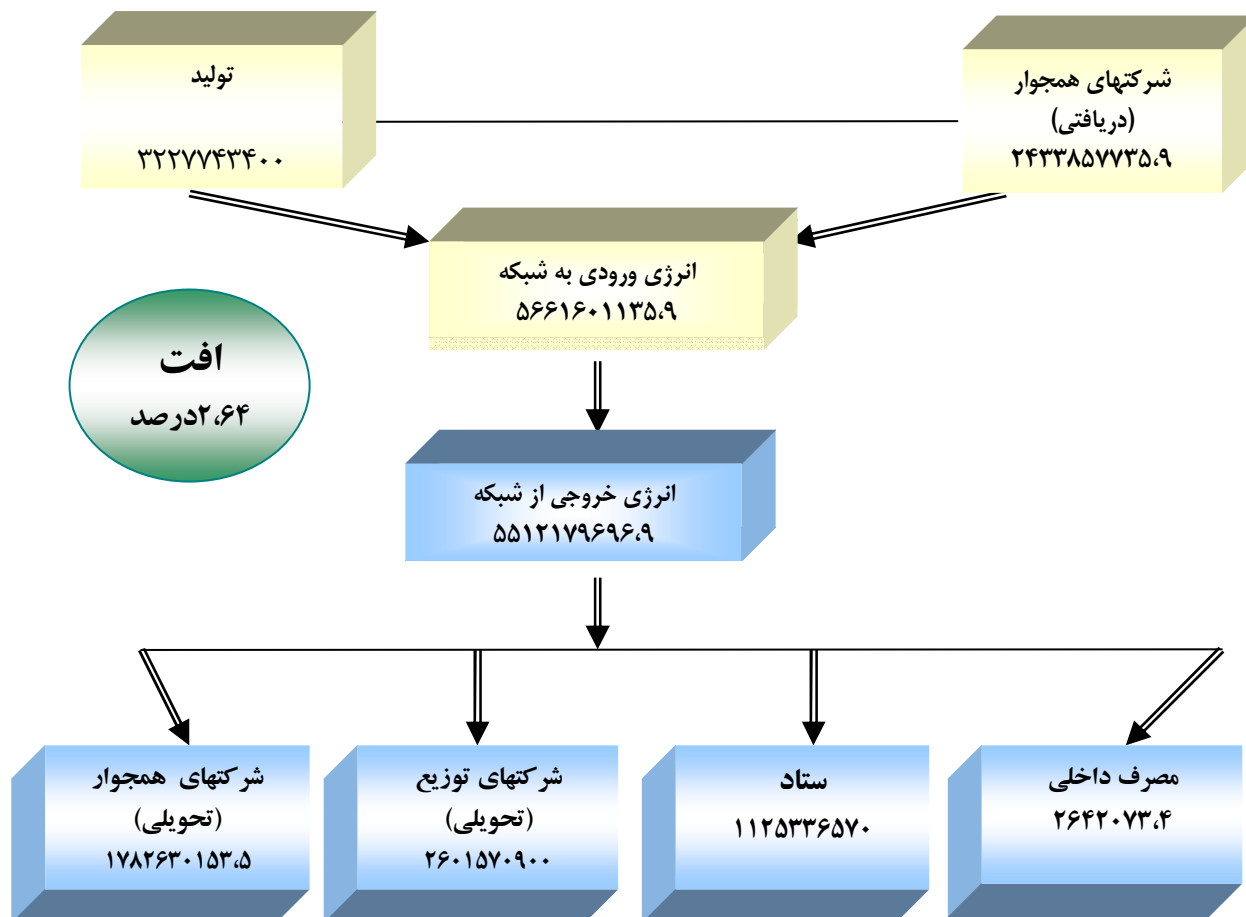 تولید
۳۲۲۷۷۴۳۴۰۰
شرکتهای همجوار
(دریافتی)
۲۴۳۳۸۵۷۷۳۵،۹
انرژی ورودی به شبکه
۵۶۶۱۶۰۱۱۳۵،۹
افت
۲،۶۴درصد
انرژی خروجی از شبکه
۵۵۱۲۱۷۹۶۹۶،۹
شرکتهای همجوار
(تحویلی)
۱۷۸۲۶۳۰۱۵۳،۵
شرکتهای توزیع
(تحویلی)
۲۶۰۱۵۷۰۹۰۰
ستاد
۱۱۲۵۳۳۶۵۷۰
مصرف داخلی
۲۶۴۲۰۷۳،۴